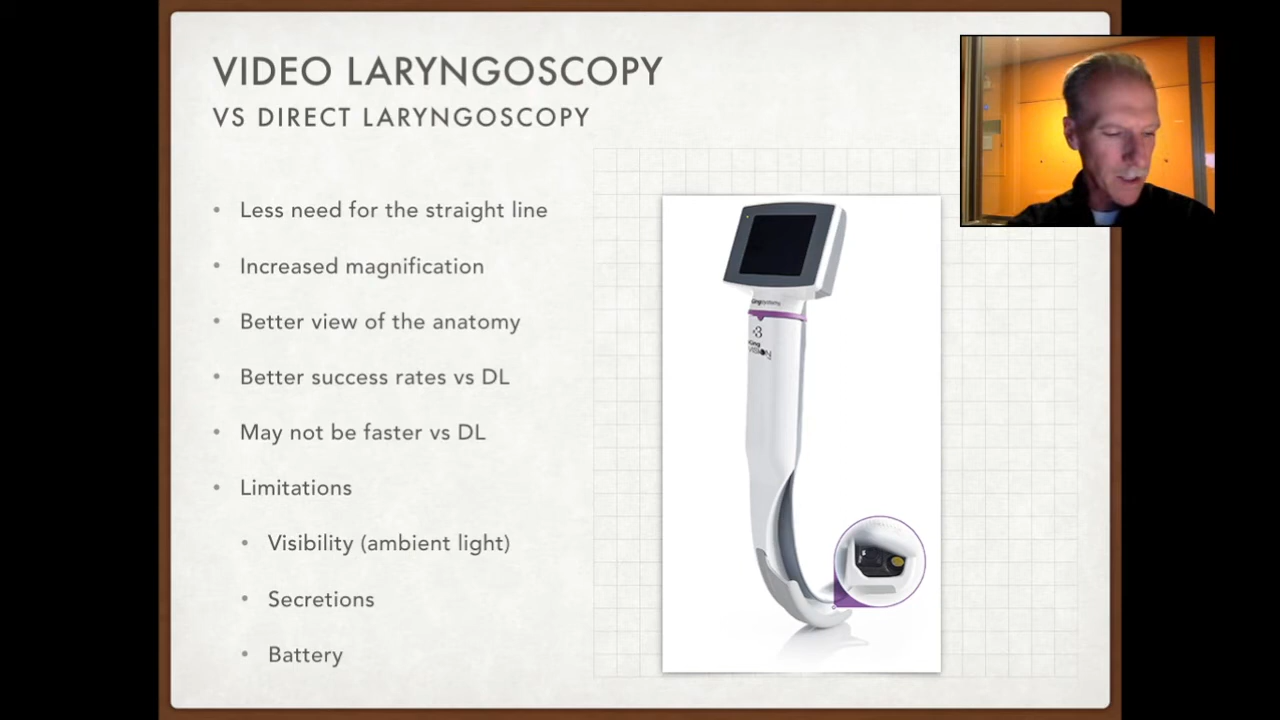 VIDEO LARYNGOSCOPY
VS DIRECT LARYNGOSCOPY
• Less need for the straight line
• Increased magnification
• Better view of the anatomy
• Better success rates vs DL
• May not be faster vs DL
• Limitations
• Visibility (ambient light)
• Secretions
• Battery